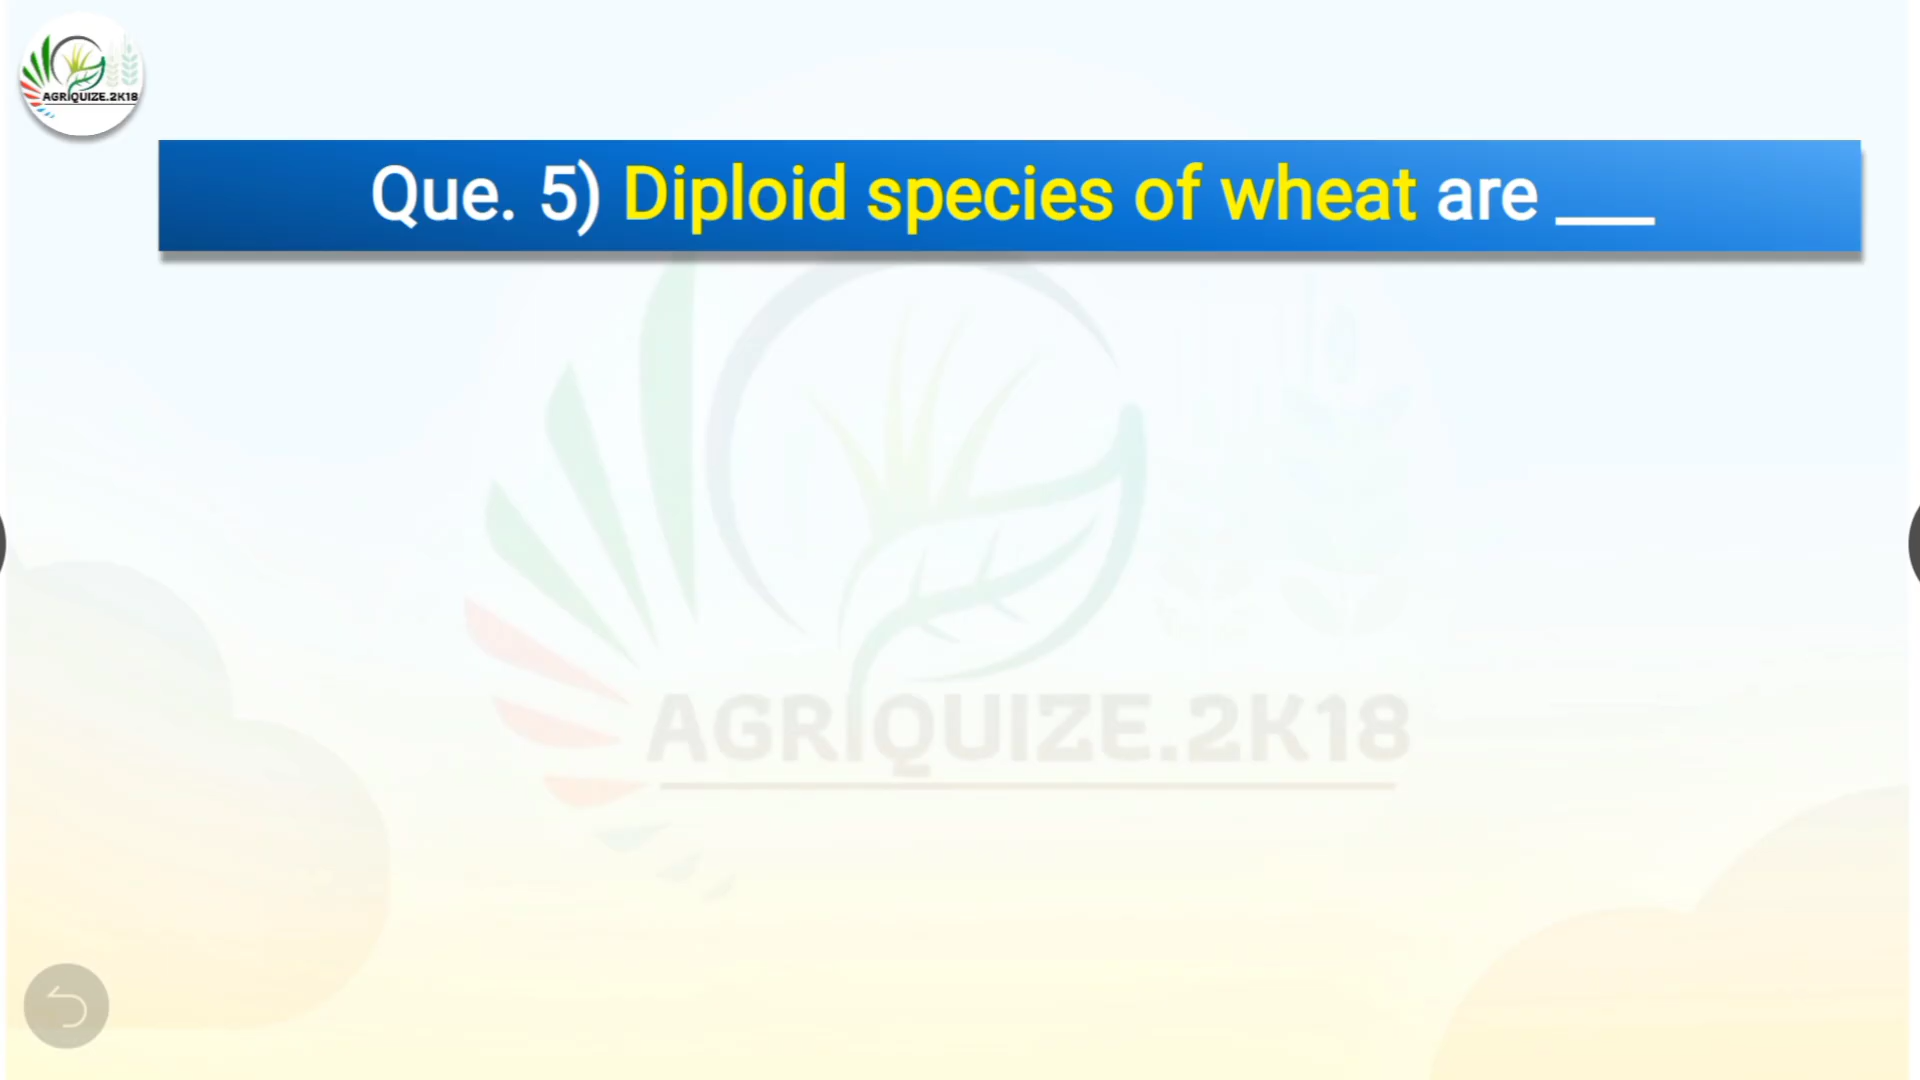 AGRIQUIZE.2K18
Que. 5) Diploid species of wheat are ___
AGRIQUIZE.2K18